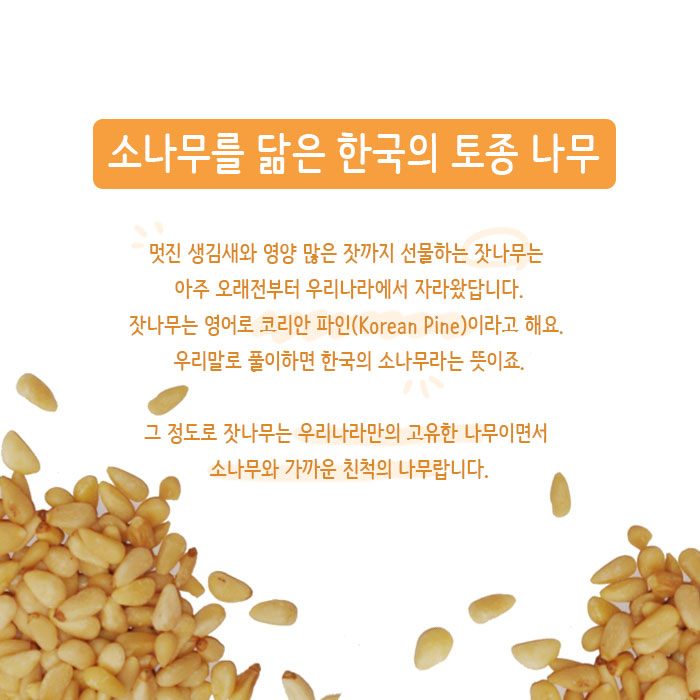 소나무를 닮은 한국의 토종 나무
멋진 생김새와 영양 많은 잣까지 선물하는 잣나무는
아주 오래전부터 우리나라에서 자라왔답니다.
잣나무는 영어로 코리안 파인(Korean Pine)이라고 해요.
우리말로 풀이하면 한국의 소나무라는 뜻이죠.
그 정도로 잣나무는 우리나라만의 고유한 나무이면서
소나무와 가까운 친척의 나무랍니다.